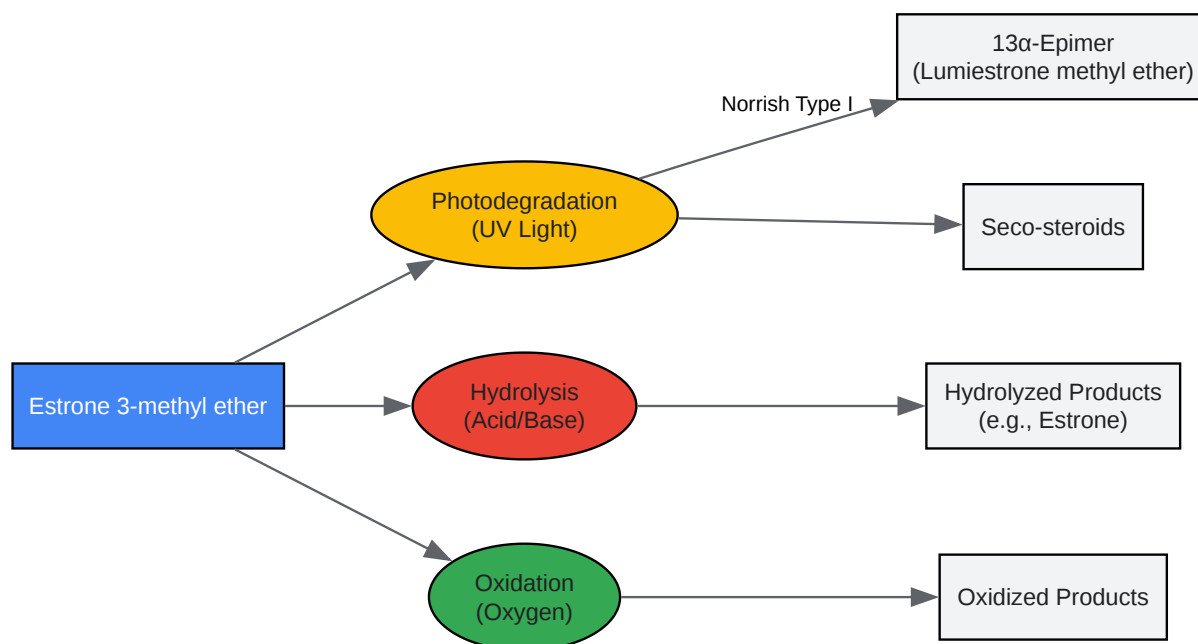 13α-Epimer
(Lumiestrone methyl ether)
Norrish Type I
Photodegradation
(UV Light)
Seco-steroids
Estrone 3-methyl ether
Hydrolysis
(Acid/Base)
Hydrolyzed Products
(e.g., Estrone)
Oxidation
(Oxygen)
Oxidized Products